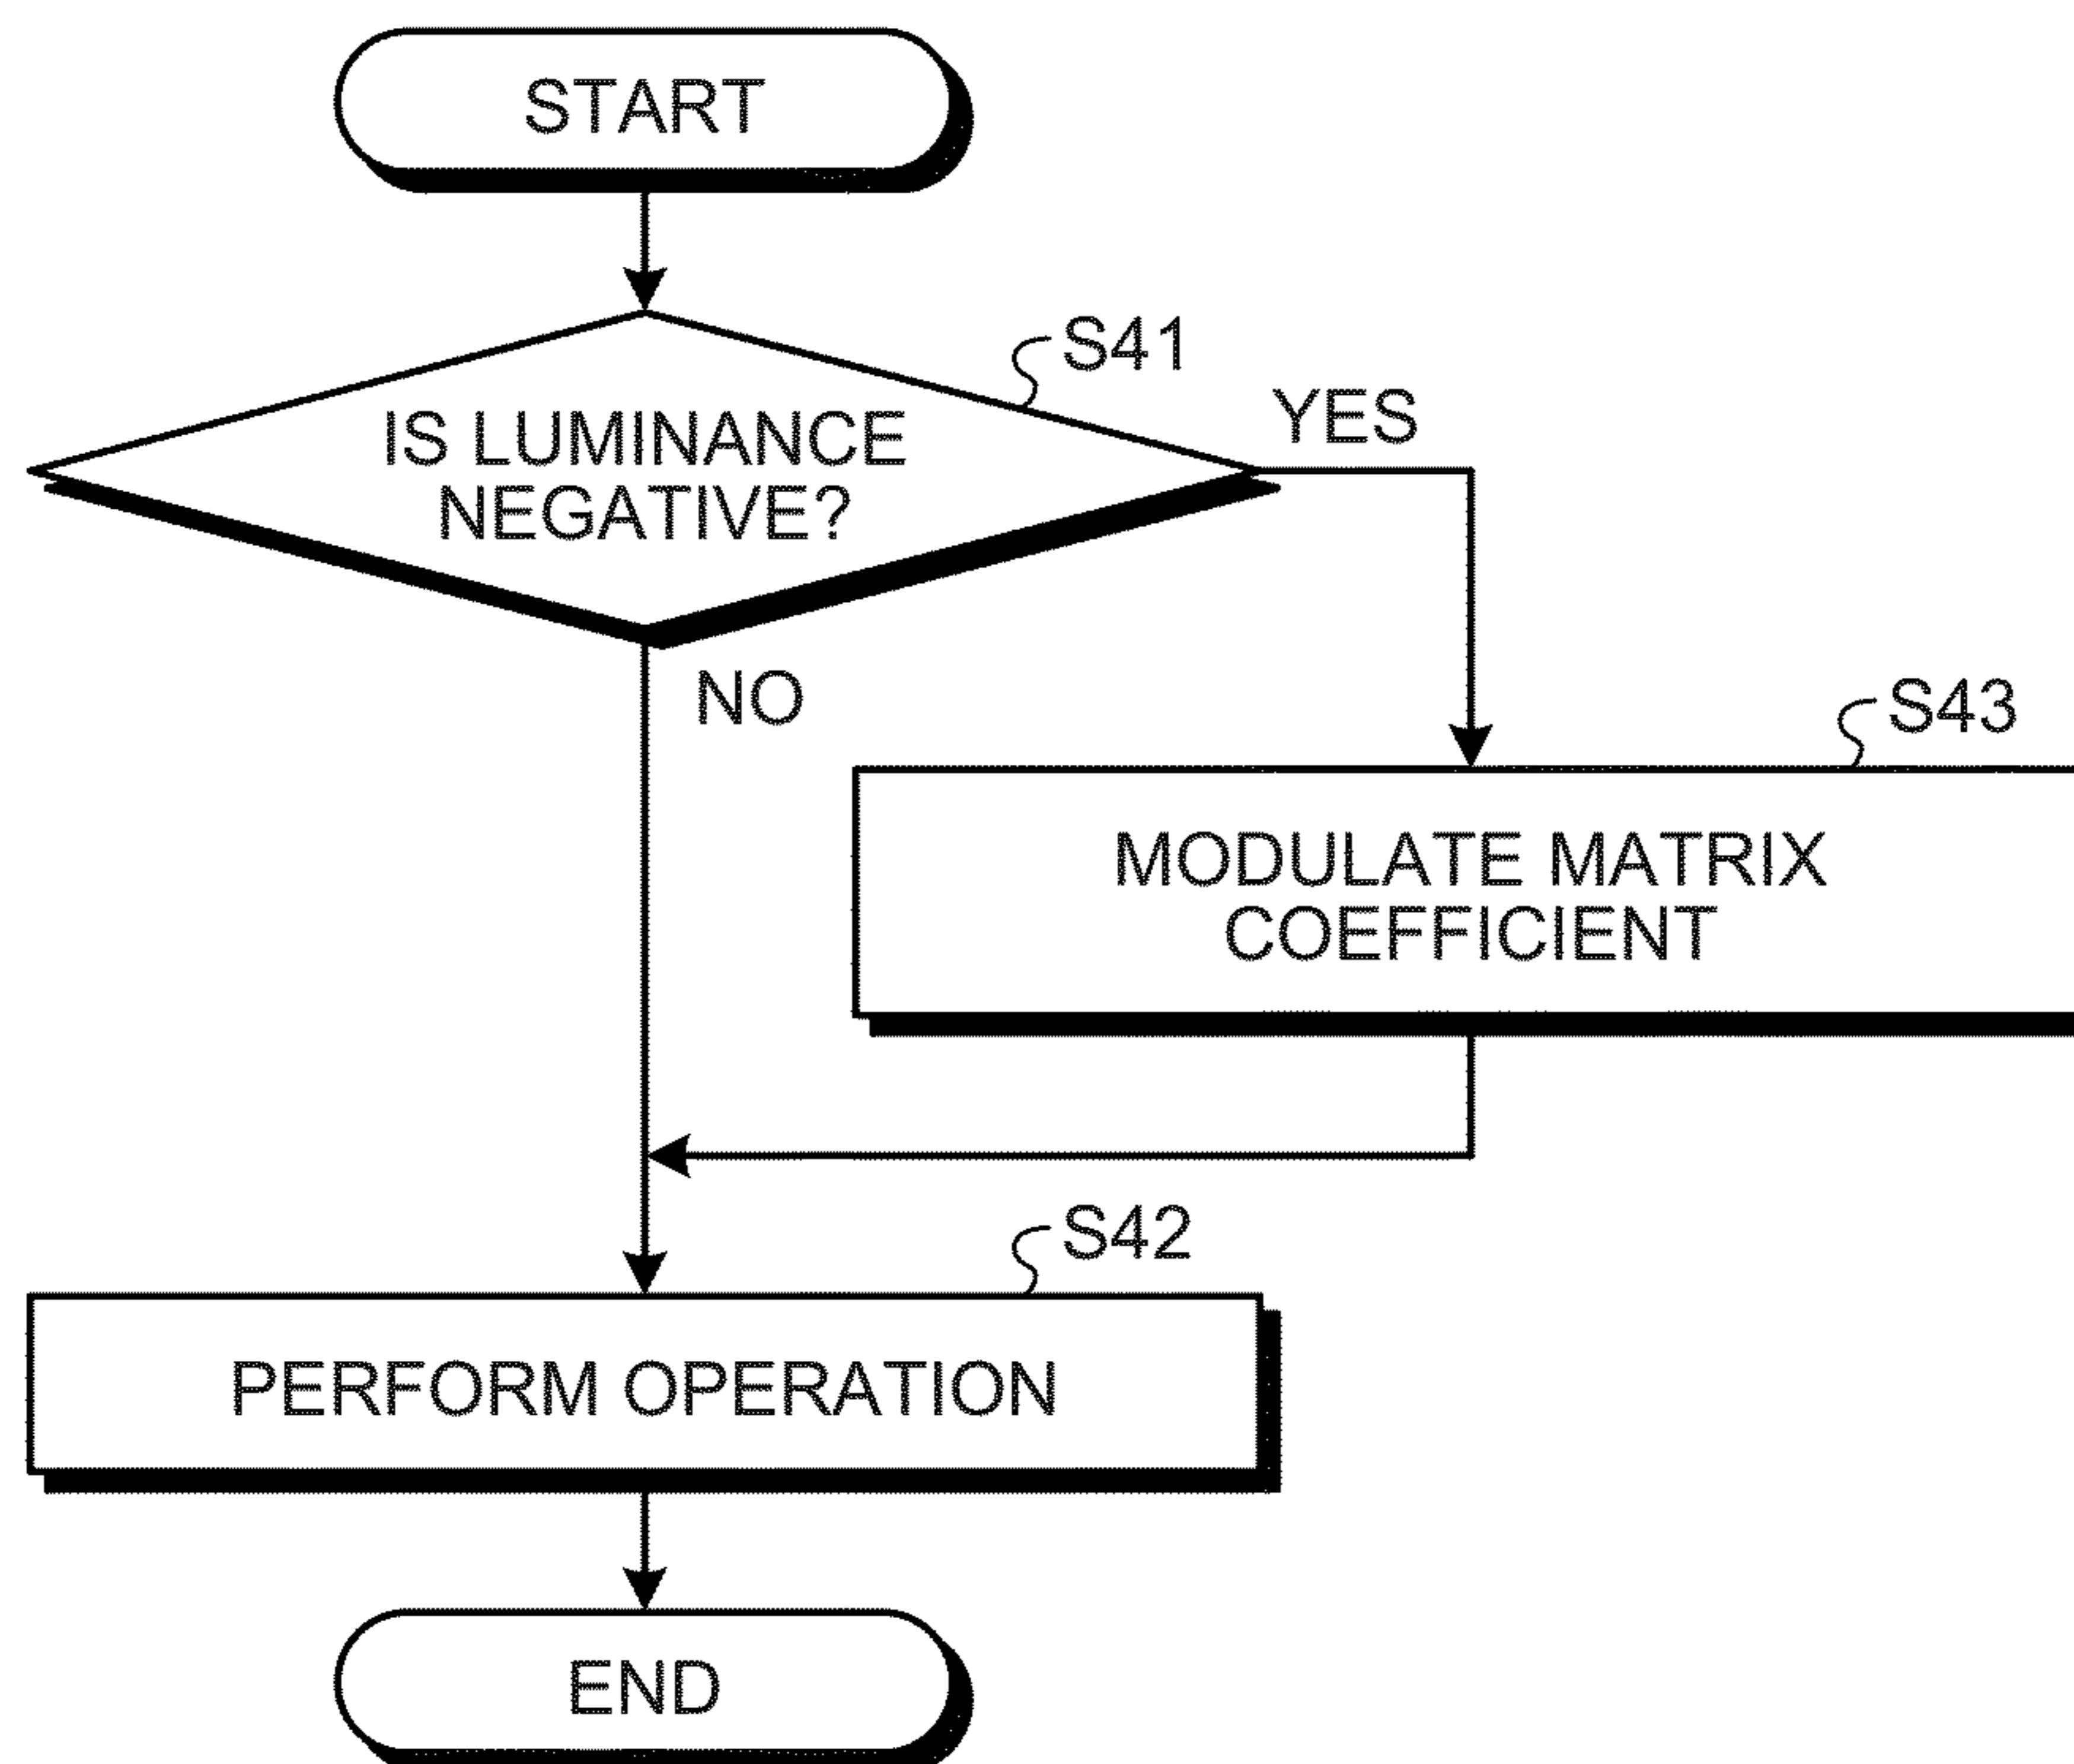 START
S41
IS LUMINANCE
NEGATIVE?
YES
NO
S43
MODULATE MATRIX
COEFFICIENT
S42
PERFORM OPERATION
END